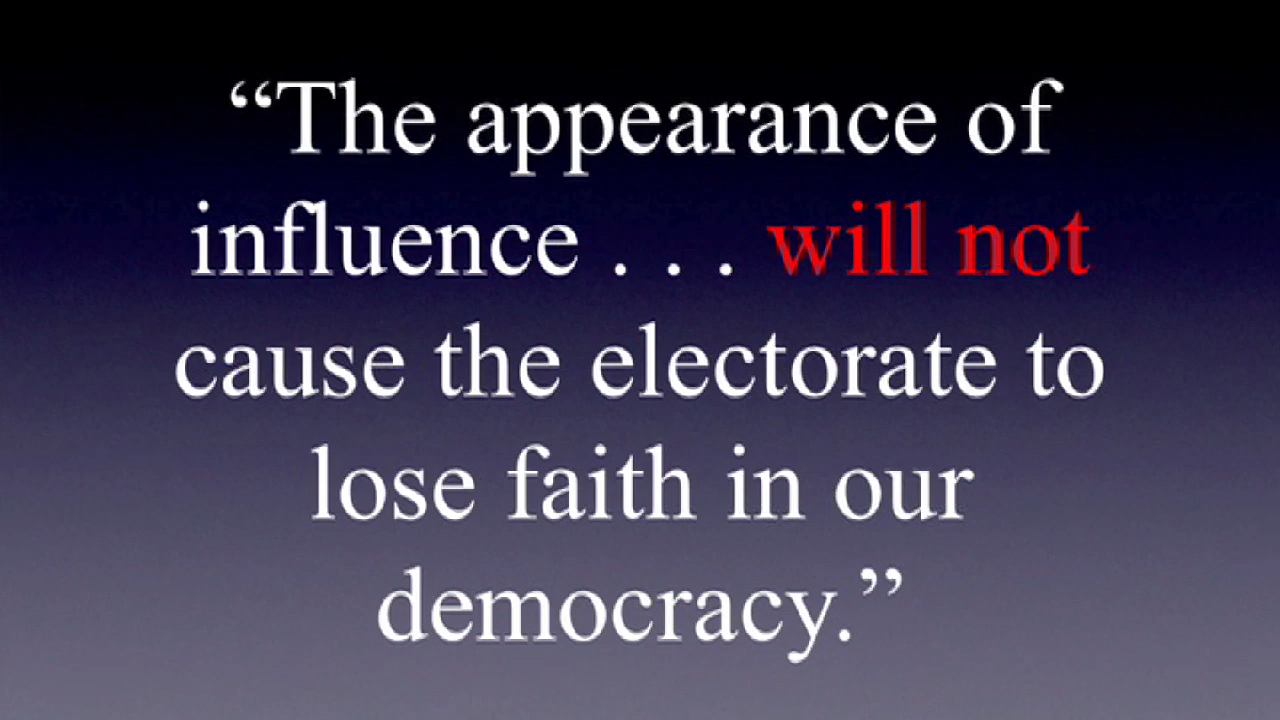 “The appearance of
influence . . . will not
cause the electorate to
lose faith in our
democracy.”